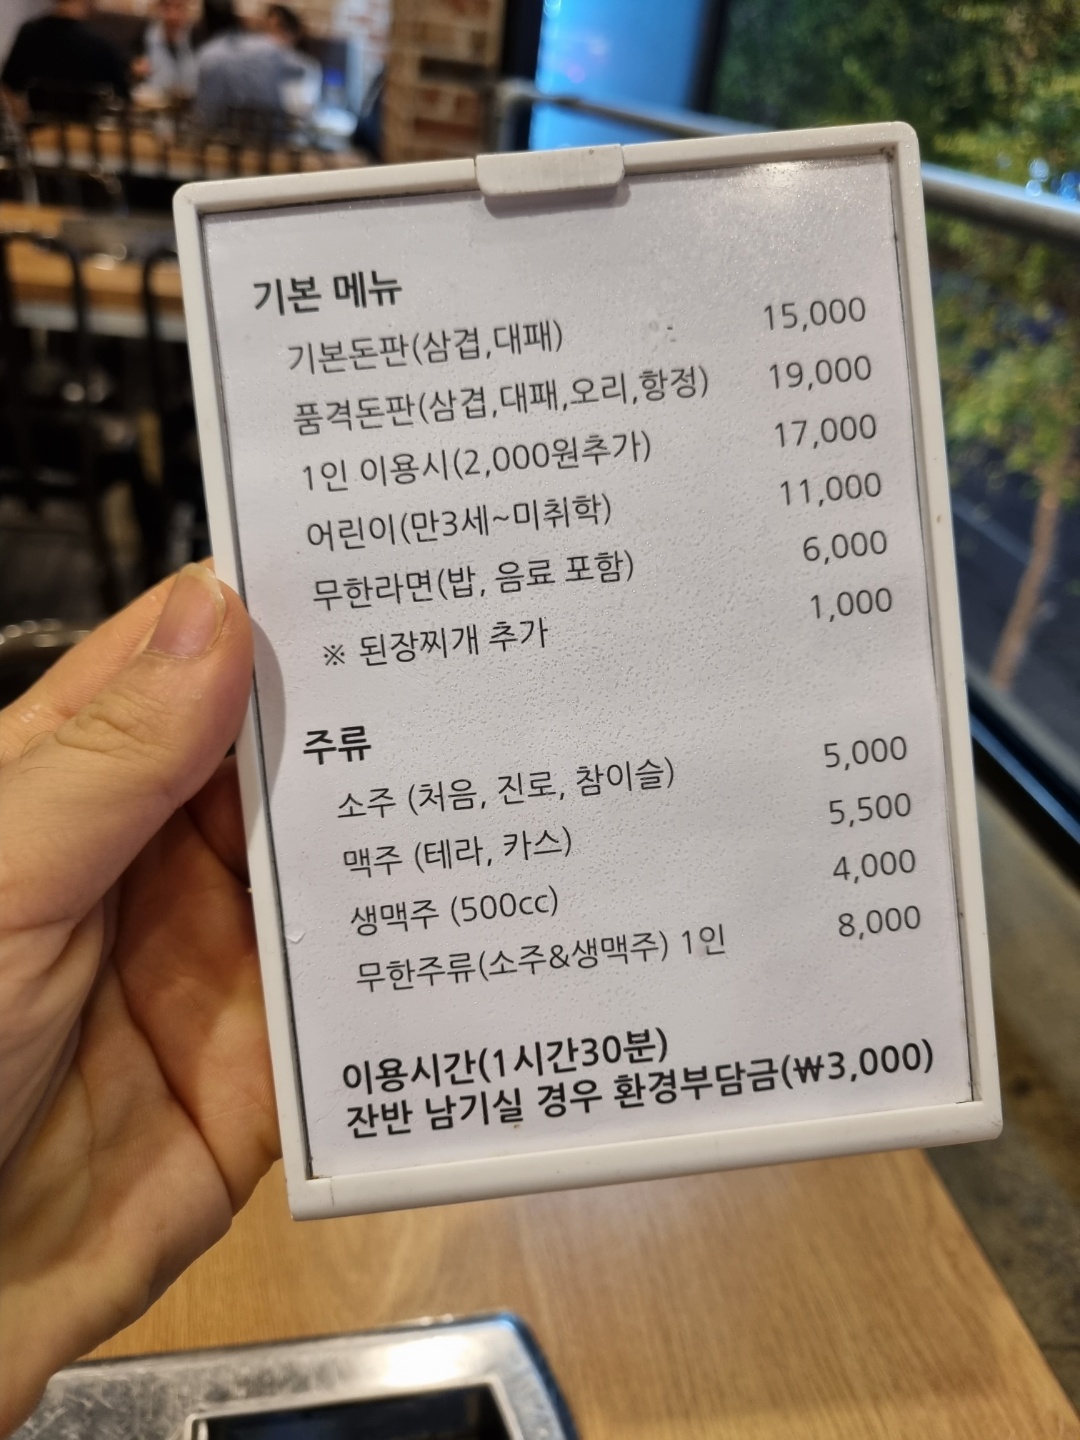 기본 메뉴
기본돈판(삼겹,대패) 15,000
품격돈판(삼겹,대패,오리,항정) 19,000
1인 이용시(2,000원추가) 17,000
어린이(만3세~미취학) 11,000
무한라면(밥, 음료 포함) 6,000
※ 된장찌개 추가 1,000
주류
소주 (처음, 진로, 참이슬) 5,000
맥주 (테라, 카스) 5,500
생맥주 (500cc) 4,000
무한주류(소주&생맥주) 1인 8,000
이용시간(1시간30분)
잔반 남기실 경우 환경부담금(₩3,000)